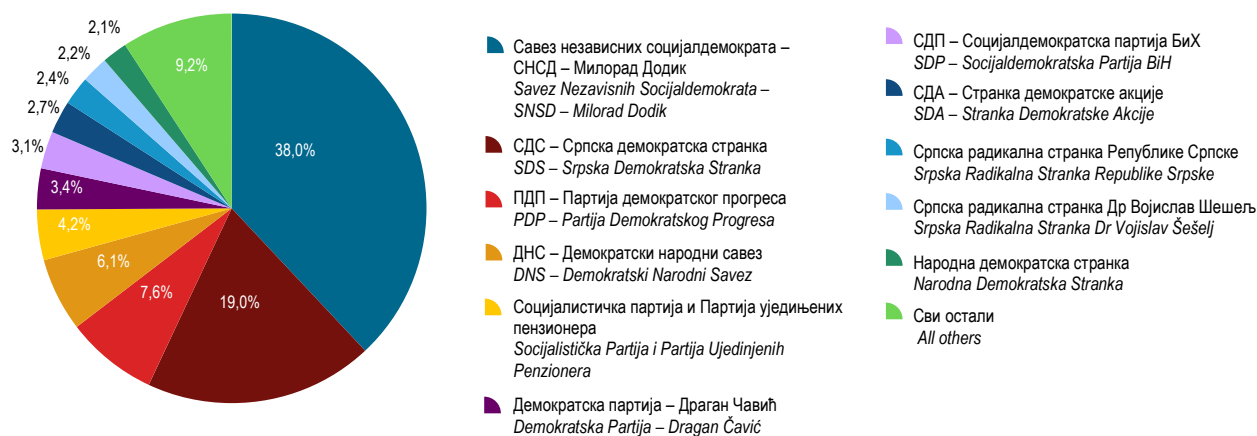 2,1%
2,2%
2,4%
2,7%
3,1%
3,4%
4,2%
6,1%
7,6%
19,0%
38,0%
9,2%
Савез независних социјалдемократа –
СНСД – Милорад Додик
Savez Nezavisnih Socijaldemokrata –
SNSD – Milorad Dodik
СДС – Српска демократска странка
SDS – Srpska Demokratska Stranka
ПДП – Партија демократског прогреса
PDP – Partija Demokratskog Progresa
ДНС – Демократски народни савез
DNS – Demokratski Narodni Savez
Социјалистичка партија и Партија уједињених
пензионера
Socijalistička Partija i Partija Ujedinjenih
Penzionera
Демократска партија – Драган Чавић
Demokratska Partija – Dragan Čavić
СДП – Социјалдемократска партија БиХ
SDP – Socijaldemokratska Partija BiH
СДА – Странка демократске акције
SDA – Stranka Demokratske Akcije
Српска радикална странка Републике Српске
Srpska Radikalna Stranka Republike Srpske
Српска радикална странка Др Војислав Шешељ
Srpska Radikalna Stranka Dr Vojislav Šešelj
Народна демократска странка
Narodna Demokratska Stranka
Сви остали
All others